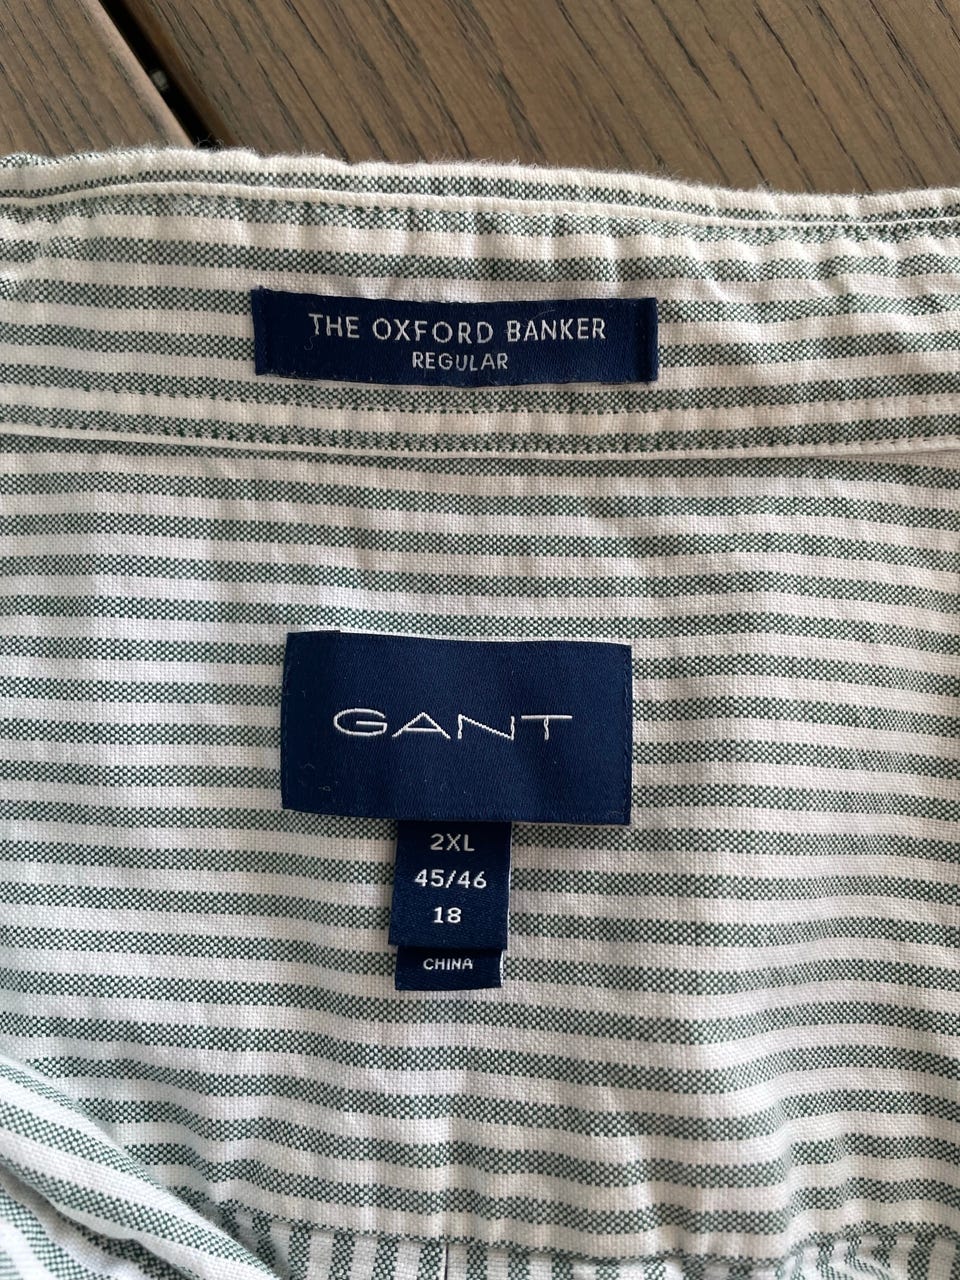 THE OXFORD BANKER
REGULAR
GANT
2XL
45/46
18
CHINA